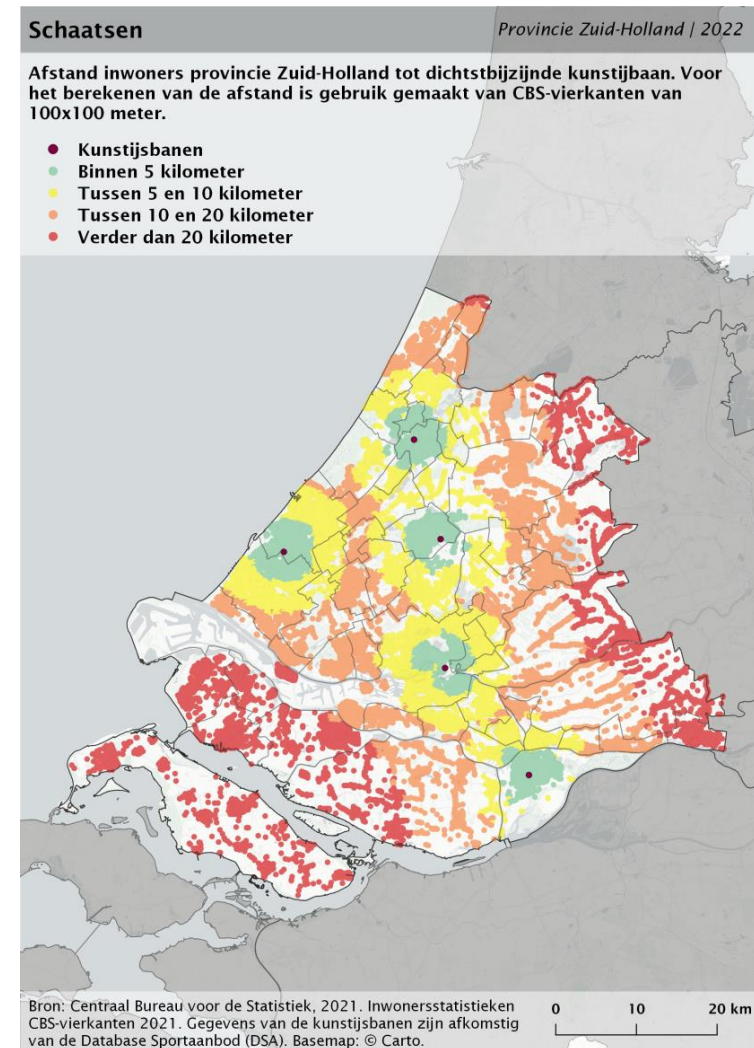 Schaatsen
Provincie Zuid-Holland | 2022
Afstand inwoners provincie Zuid-Holland tot dichtstbijzijnde kunstijbaan. Voor
het berekenen van de afstand is gebruik gemaakt van CBS-vierkanten van
100x100 meter.
Kunstijsbanen
Binnen 5 kilometer
Tussen 5 en 10 kilometer
Tussen 10 en 20 kilometer
Verder dan 20 kilometer
Bron: Centraal Bureau voor de Statistiek, 2021. Inwonersstatistieken
CBS-vierkanten 2021. Gegevens van de kunstijsbanen zijn afkomstig
van de Database Sportaanbod (DSA). Basemap: © Carto.
0 10 20 km